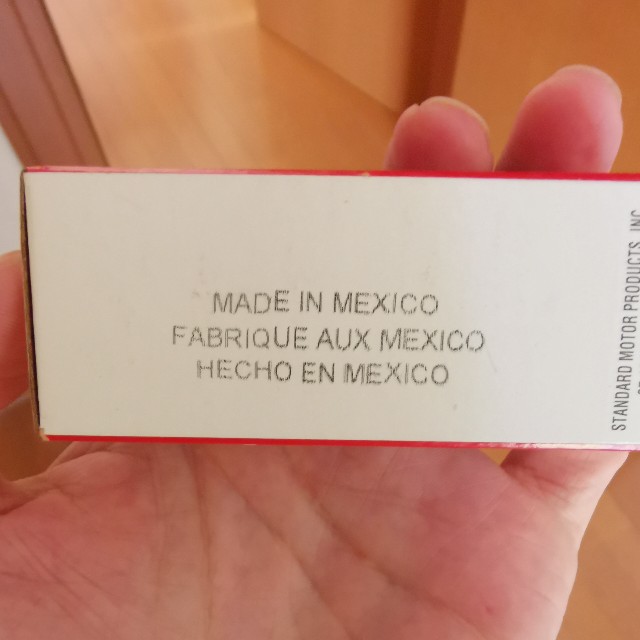 MADE IN MEXICO
FABRIQUE AUX MEXICO
HECHO EN MEXICO
STANDARD MOTOR PRODUCTS, INC